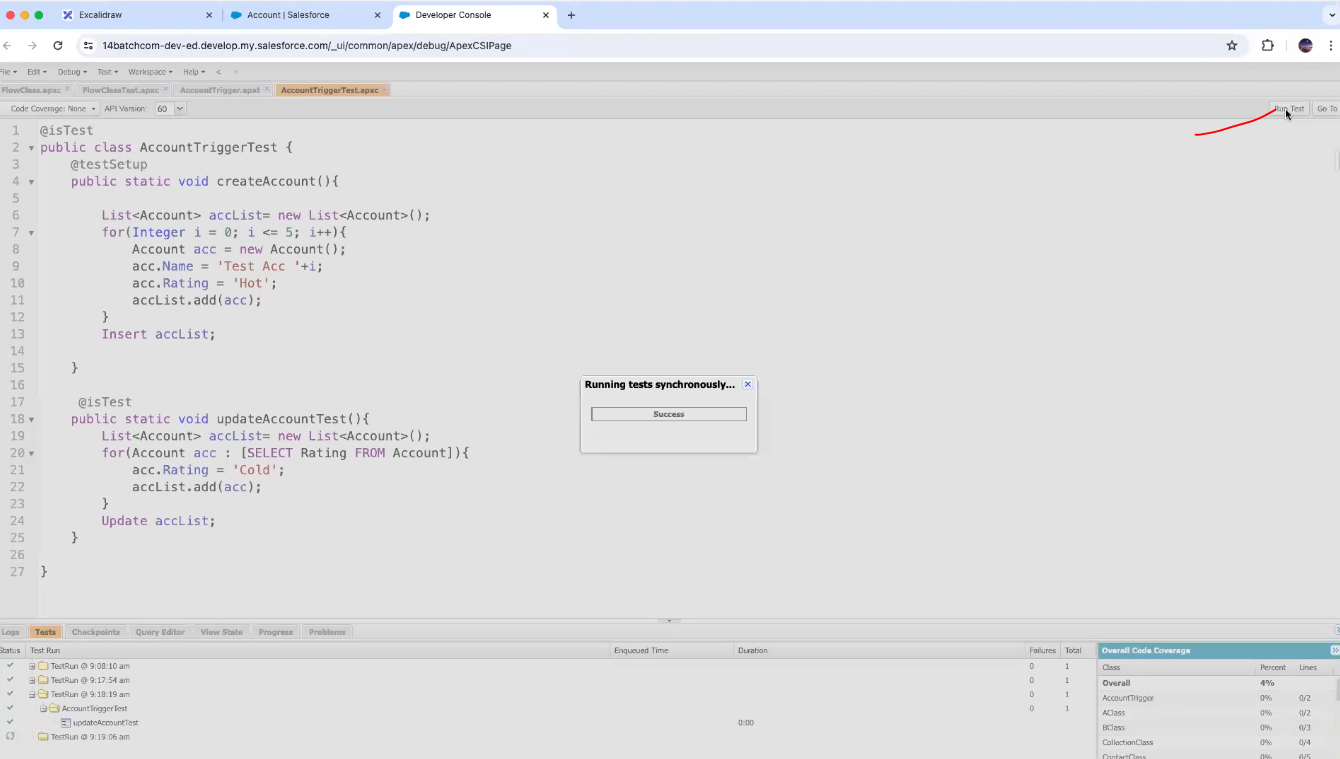 Excalidraw
Account | Salesforce
Developer Console
14batchcom-dev-ed.develop.my.salesforce.com/_ui/common/apex/debug/ApexCSIPage
File Edit Debug Test Workspace Help < >
FlowClass.apxc FlowClassTest.apxc AccountTrigger.apxt AccountTriggerTest.apxc
Code Coverage: None API Version: 60 Run Test Go To
1 @isTest
2 public class AccountTriggerTest {
3 @testSetup
4 public static void createAccount(){
5
6 List<Account> accList= new List<Account>();
7 for(Integer i = 0; i <= 5; i++){
8 Account acc = new Account();
9 acc.Name = 'Test Acc '+i;
10 acc.Rating = 'Hot';
11 accList.add(acc);
12 }
13 Insert accList;
14
15 }
16
17 @isTest
18 public static void updateAccountTest(){
19 List<Account> accList= new List<Account>();
20 for(Account acc : [SELECT Rating FROM Account]){
21 acc.Rating = 'Cold';
22 accList.add(acc);
23 }
24 Update accList;
25 }
26
27 }
Running tests synchronously...
Success
Logs Tests Checkpoints Query Editor View State Progress Problems
Status Test Run Enqueued Time Duration Failures Total
TestRun @ 9:08:10 am 0 1
TestRun @ 9:17:54 am 0 1
TestRun @ 9:18:19 am 0 1
AccountTriggerTest 0 1
updateAccountTest 0:00
TestRun @ 9:19:06 am
Overall Code Coverage
Class Percent Lines
Overall 4%
AccountTrigger 0% 0/2
AClass 0% 0/2
BClass 0% 0/3
CollectionClass 0% 0/4
ContactClass 0% 0/5